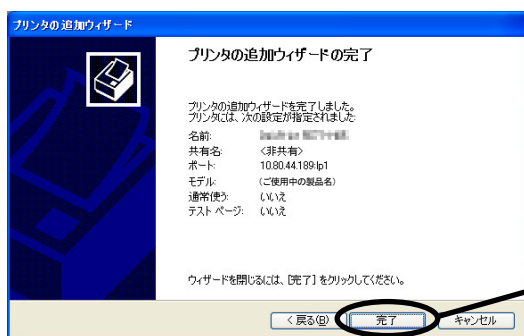 プリンタの追加ウィザード
プリンタの追加ウィザードの完了
プリンタの追加ウィザードを完了しました。
プリンタには、次の設定が指定されました:
名前:
共有名: <非共有>
ポート: 10.80.44.189:lp1
モデル: (ご使用中の製品名)
通常使う: いいえ
テスト ページ: いいえ
ウィザードを閉じるには、[完了] をクリックしてください。
< 戻る(B) 完了 キャンセル